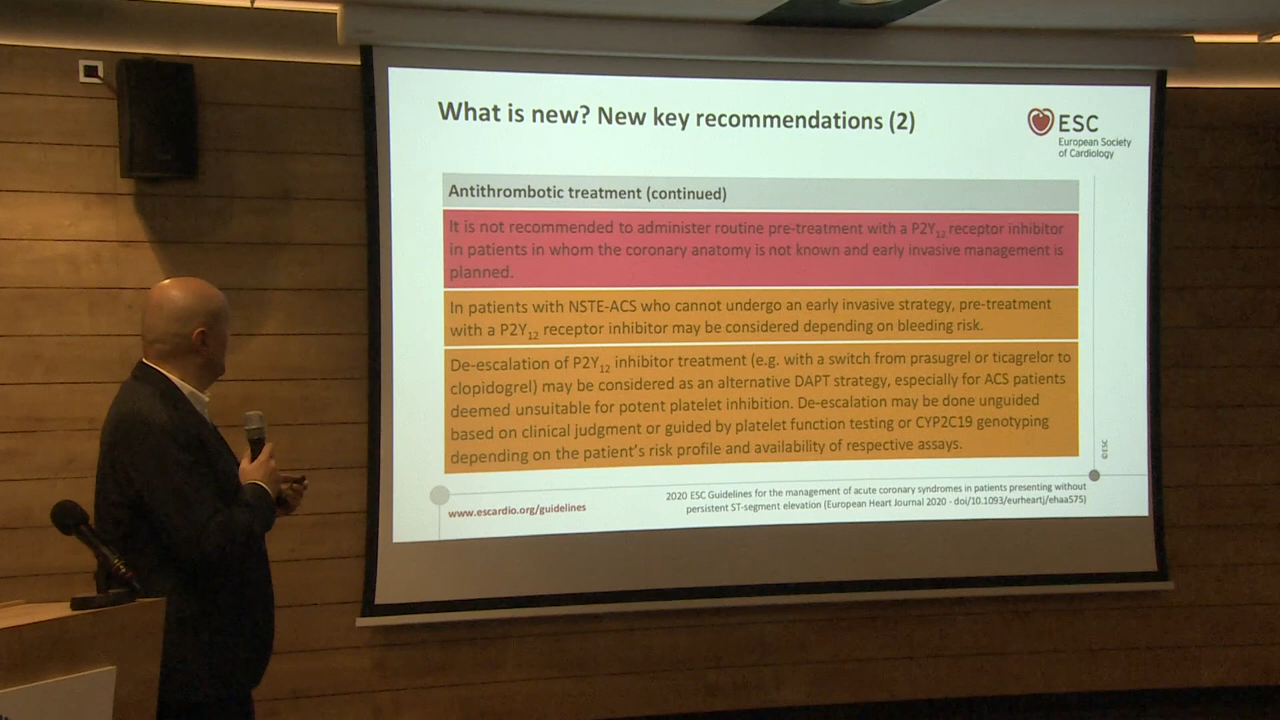 What is new? New key recommendations (2)
ESC
European Society
of Cardiology
Antithrombotic treatment (continued)
It is not recommended to administer routine pre-treatment with a P2Y12 receptor inhibitor
in patients in whom the coronary anatomy is not known and early invasive management is
planned.
In patients with NSTE-ACS who cannot undergo an early invasive strategy, pre-treatment
with a P2Y12 receptor inhibitor may be considered depending on bleeding risk.
De-escalation of P2Y12 inhibitor treatment (e.g. with a switch from prasugrel or ticagrelor to
clopidogrel) may be considered as an alternative DAPT strategy, especially for ACS patients
deemed unsuitable for potent platelet inhibition. De-escalation may be done unguided
based on clinical judgment or guided by platelet function testing or CYP2C19 genotyping
depending on the patient's risk profile and availability of respective assays.
©ESC
www.escardio.org/guidelines
2020 ESC Guidelines for the management of acute coronary syndromes in patients presenting without
persistent ST-segment elevation (European Heart Journal 2020 - doi/10.1093/eurheartj/ehaa575)